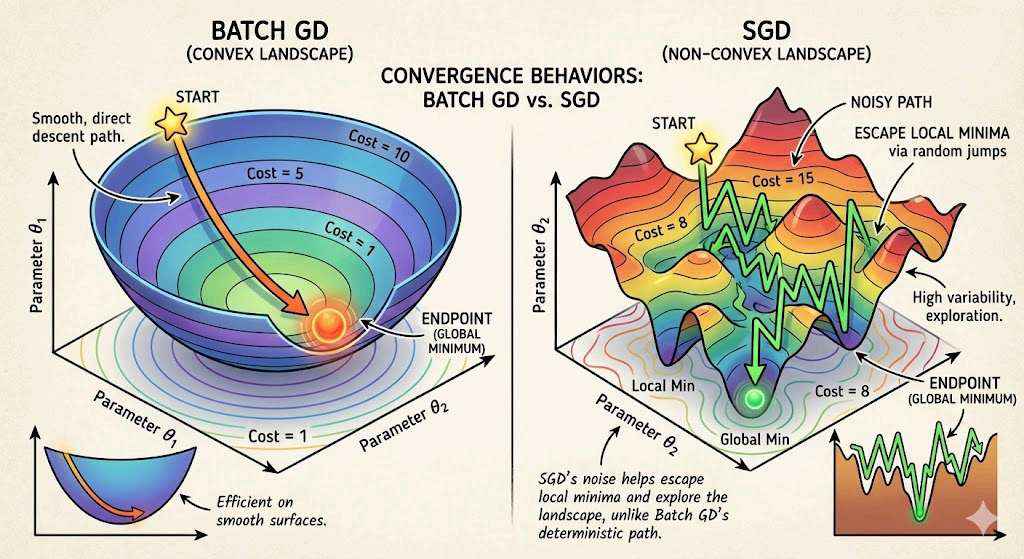 BATCH GD
(CONVEX LANDSCAPE)
SGD
(NON-CONVEX LANDSCAPE)
CONVERGENCE BEHAVIORS:
BATCH GD vs. SGD
START
Smooth, direct
descent path.
Cost = 10
Cost = 5
Cost = 1
Parameter θ1
ENDPOINT
(GLOBAL
MINIMUM)
Parameter θ1
Parameter θ2
Cost = 1
Efficient on
smooth surfaces.
START
NOISY PATH
ESCAPE LOCAL MINIMA
via random jumps
Cost = 15
Cost = 8
Parameter θ2
High variability,
exploration.
Local Min
Cost = 8
Global Min
Parameter θ2
ENDPOINT
(GLOBAL MINIMUM)
SGD's noise helps escape
local minima and explore the
landscape, unlike Batch GD's
deterministic path.